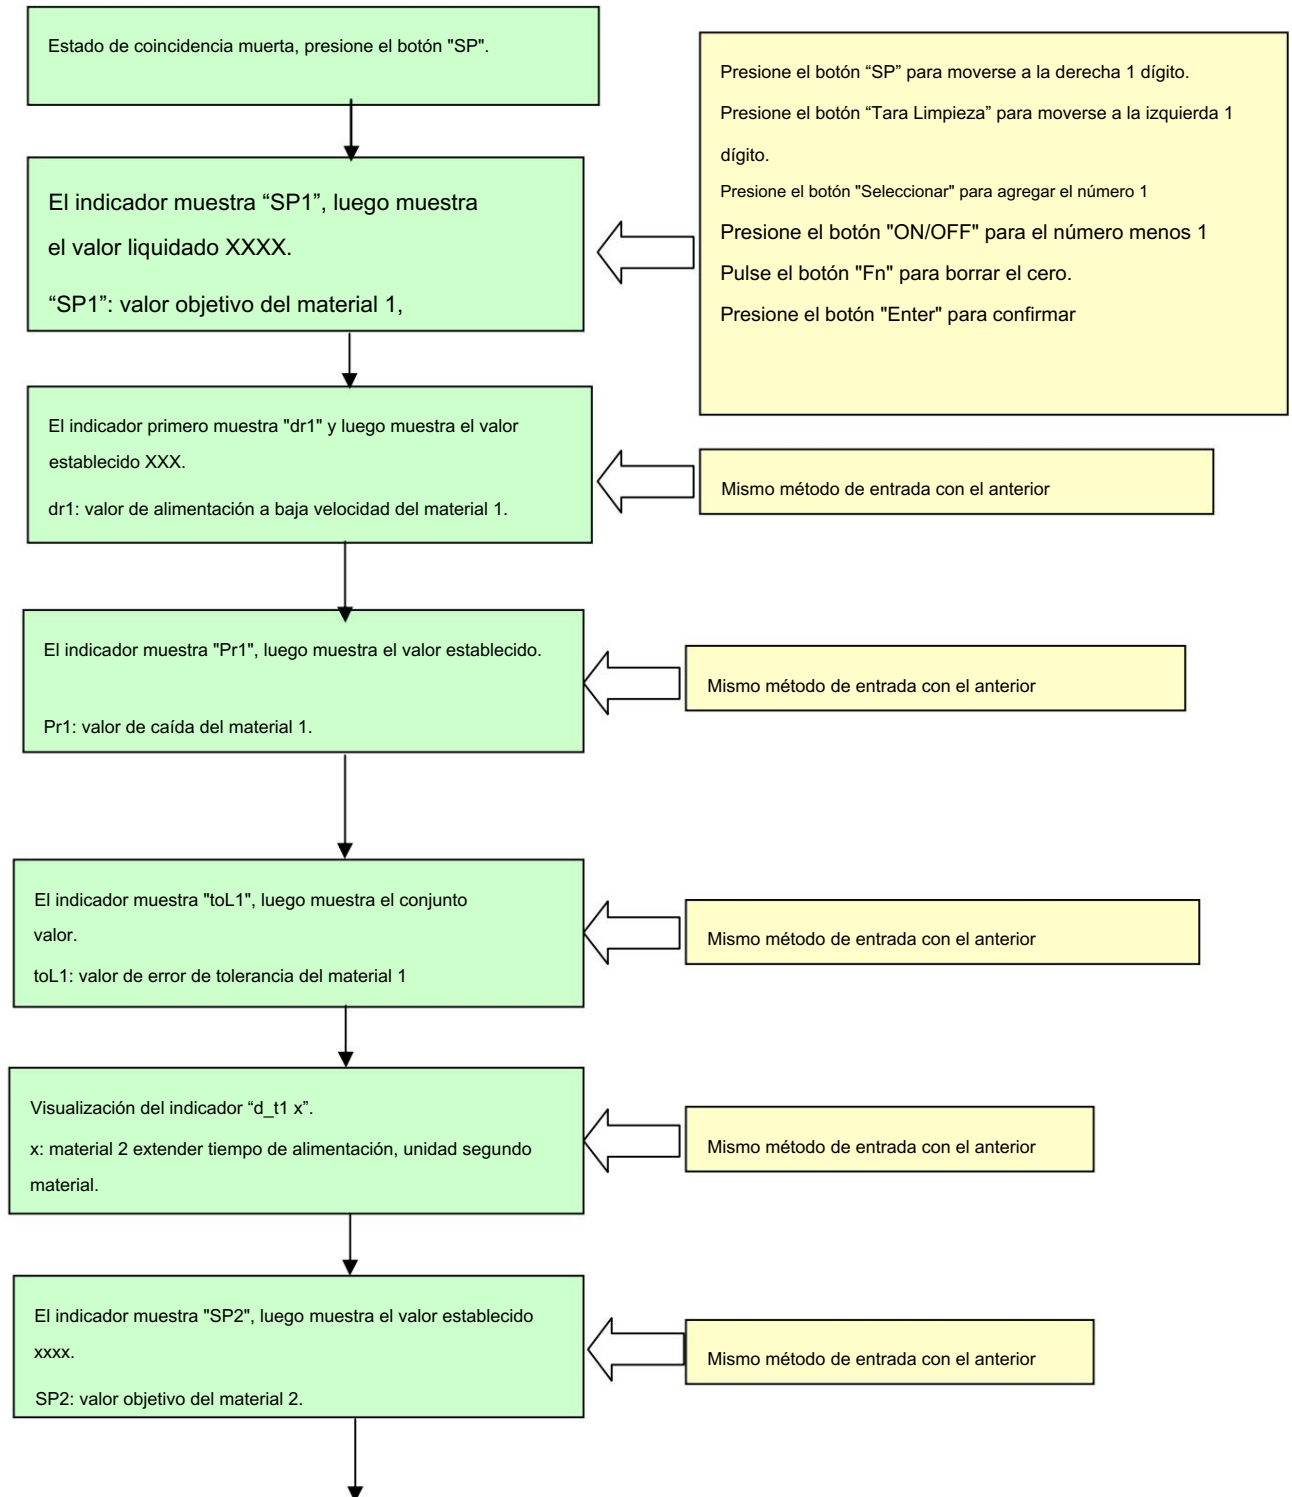 Estado de coincidencia muerta, presione el botón "SP".
Presione el botón “SP” para moverse a la derecha 1 dígito.
Presione el botón “Tara Limpieza” para moverse a la izquierda 1
dígito.
Presione el botón "Seleccionar" para agregar el número 1
Presione el botón "ON/OFF" para el número menos 1
Pulse el botón "Fn" para borrar el cero.
Presione el botón "Enter" para confirmar
El indicador muestra “SP1”, luego muestra
el valor liquidado XXXX.
“SP1”: valor objetivo del material 1,
El indicador primero muestra "dr1" y luego muestra el valor
establecido XXX.
dr1: valor de alimentación a baja velocidad del material 1.
Mismo método de entrada con el anterior
El indicador muestra "Pr1", luego muestra el valor establecido.
Pr1: valor de caída del material 1.
Mismo método de entrada con el anterior
El indicador muestra "toL1", luego muestra el conjunto
valor.
toL1: valor de error de tolerancia del material 1
Mismo método de entrada con el anterior
Visualización del indicador “d_t1 x”.
x: material 2 extender tiempo de alimentación, unidad segundo
material.
Mismo método de entrada con el anterior
El indicador muestra "SP2", luego muestra el valor establecido
xxxx.
SP2: valor objetivo del material 2.
Mismo método de entrada con el anterior